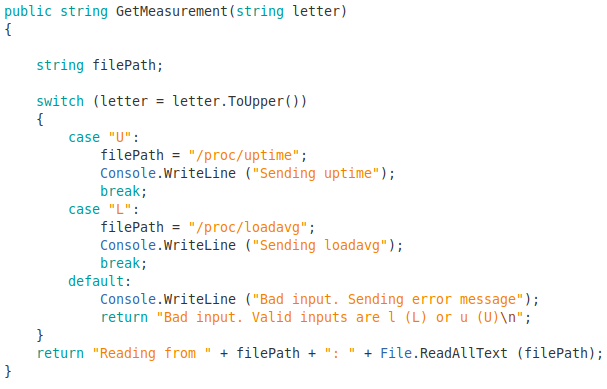 public string GetMeasurement(string letter)
{
string filePath;
switch (letter = letter.ToUpper())
{
case "U":
filePath = "/proc/uptime";
Console.WriteLine ("Sending uptime");
break;
case "L":
filePath = "/proc/loadavg";
Console.WriteLine ("Sending loadavg");
break;
default:
Console.WriteLine ("Bad input. Sending error message");
return "Bad input. Valid inputs are l (L) or u (U)\n";
}
return "Reading from " + filePath + ": " + File.ReadAllText (filePath);
}